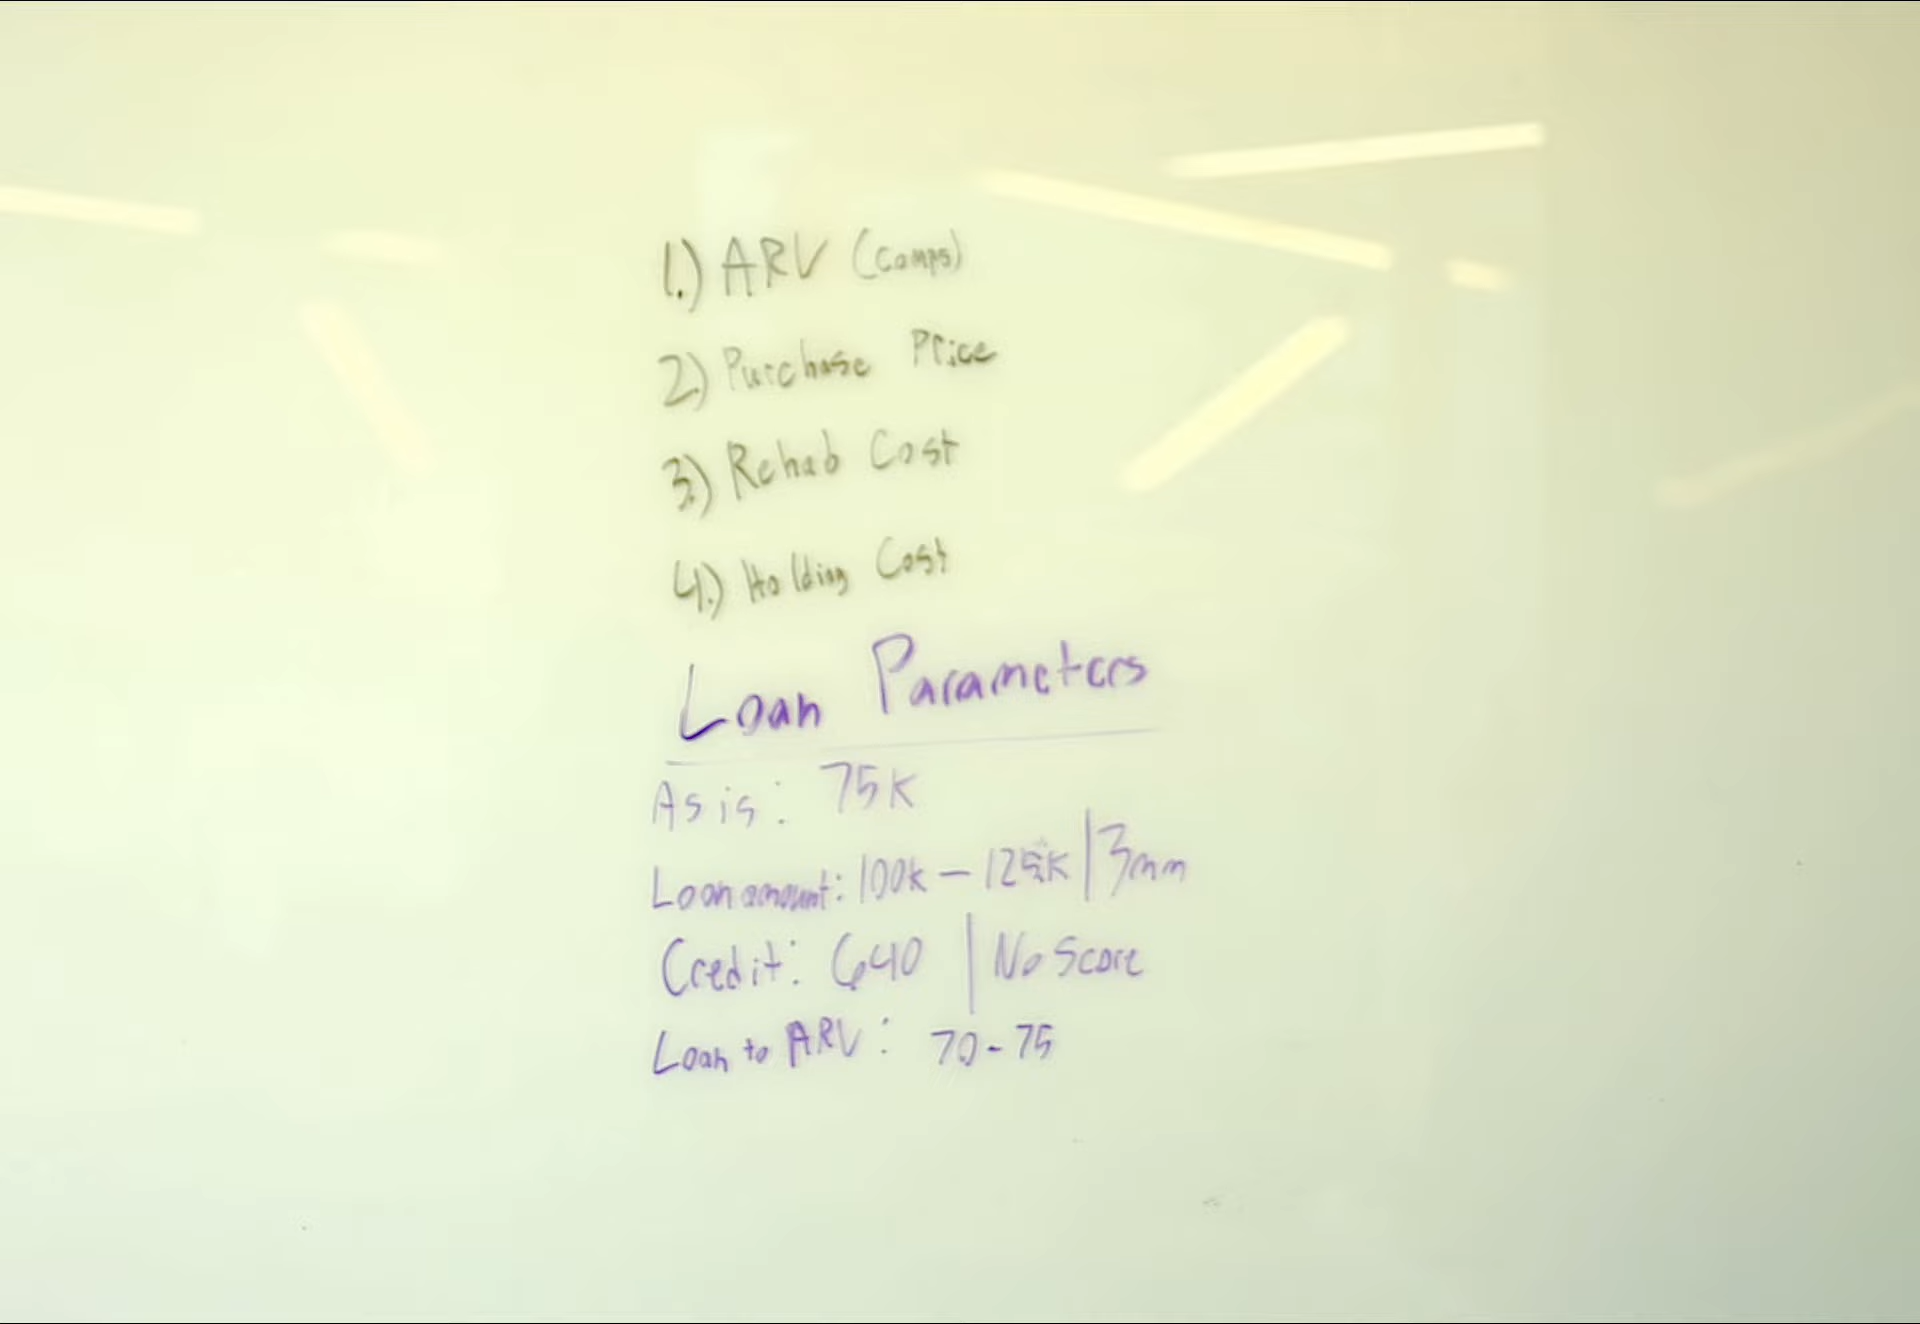 1.) ARV (Comps)
2.) Purchase Price
3.) Rehab Cost
4.) Holding Cost
Loan Parameters
As is: 75K
Loan amount: 100k - 125K | 3mm
Credit: 640 | No Score
Loan to ARV: 70-75